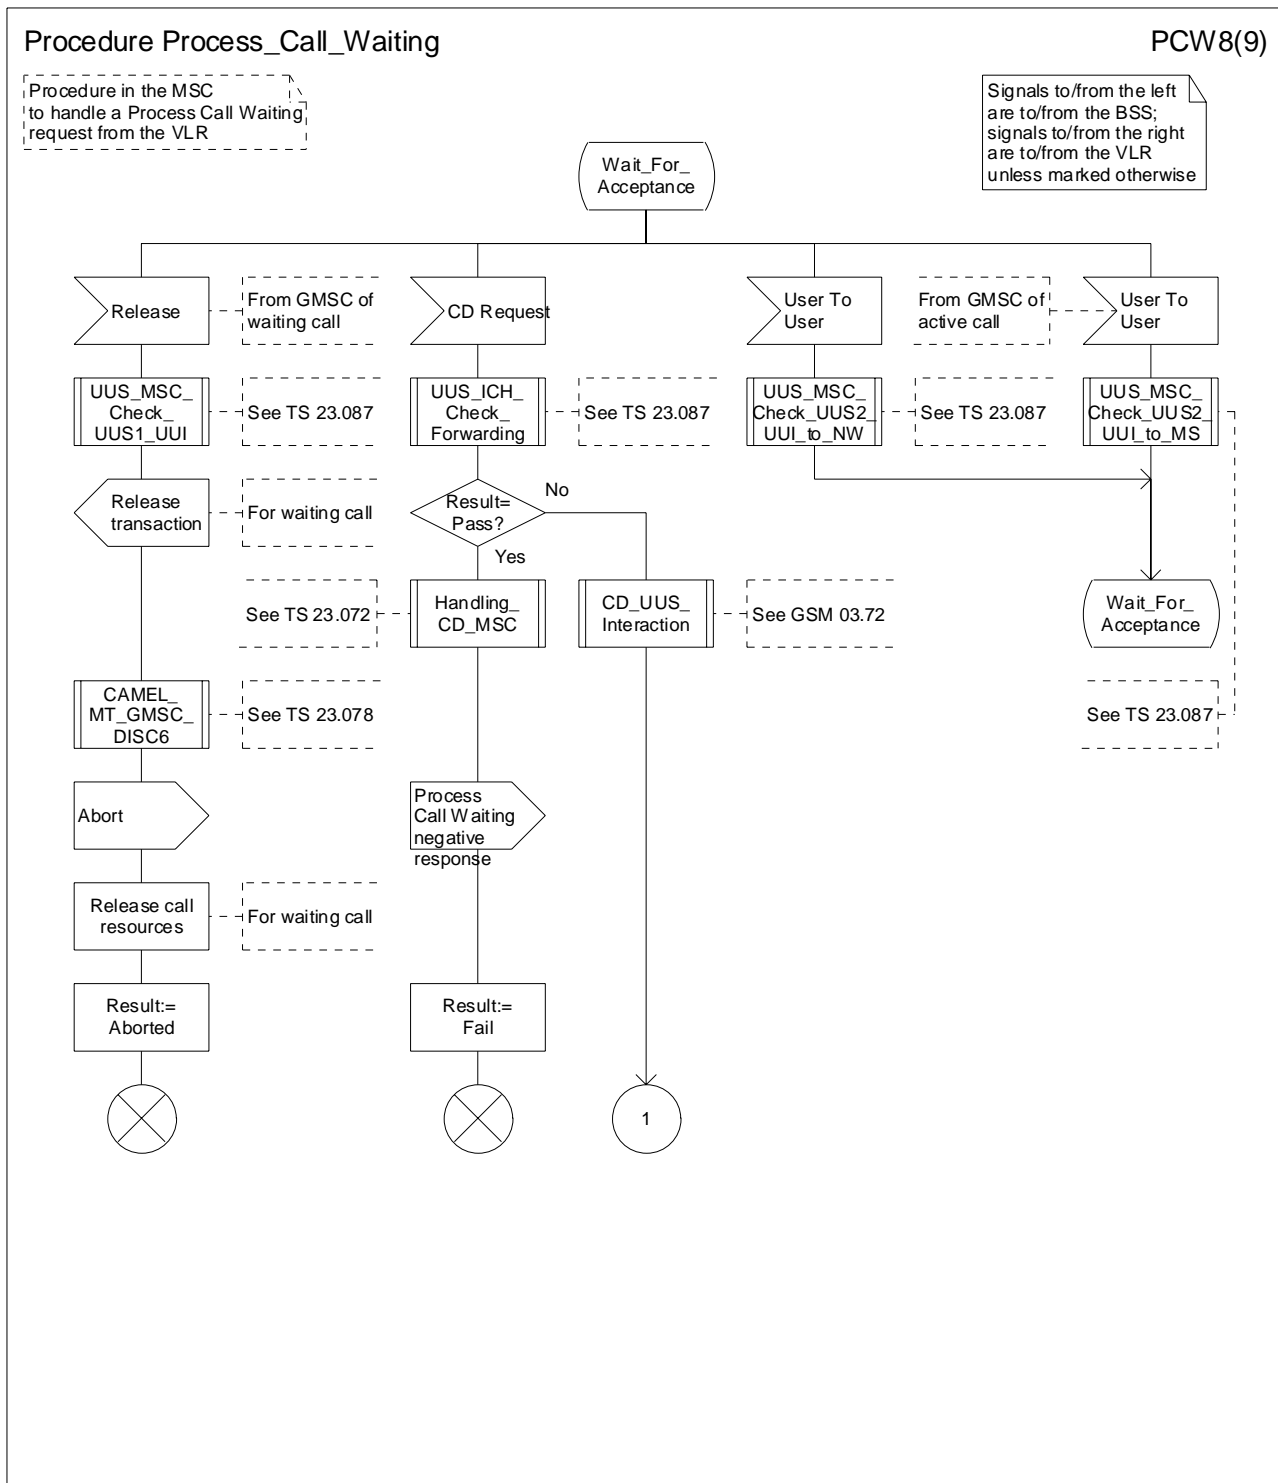 Procedure Process_Call_Waiting
PCW8(9)
Procedure in the MSC
to handle a Process Call Waiting
request from the VLR
Signals to/from the left
are to/from the BSS;
signals to/from the right
are to/from the VLR
unless marked otherwise
Wait_For_
Acceptance
Release
From GMSC of
waiting call
CD Request
User To
User
From GMSC of
active call
User To
User
UUS_MSC_
Check_
UUS1_UUI
See TS 23.087
UUS_ICH_
Check_
Forwarding
See TS 23.087
UUS_MSC_
Check_UUS2_
UUI_to_NW
See TS 23.087
UUS_MSC_
Check_UUS2_
UUI_to_MS
Release
transaction
For waiting call
Result=
Pass?
No
Yes
See TS 23.072
Handling_
CD_MSC
CD_UUS_
Interaction
See GSM 03.72
Wait_For_
Acceptance
CAMEL_
MT_GMSC_
DISC6
See TS 23.078
See TS 23.087
Abort
Process
Call Waiting
negative
response
Release call
resources
For waiting call
Result:=
Aborted
Result:=
Fail
1